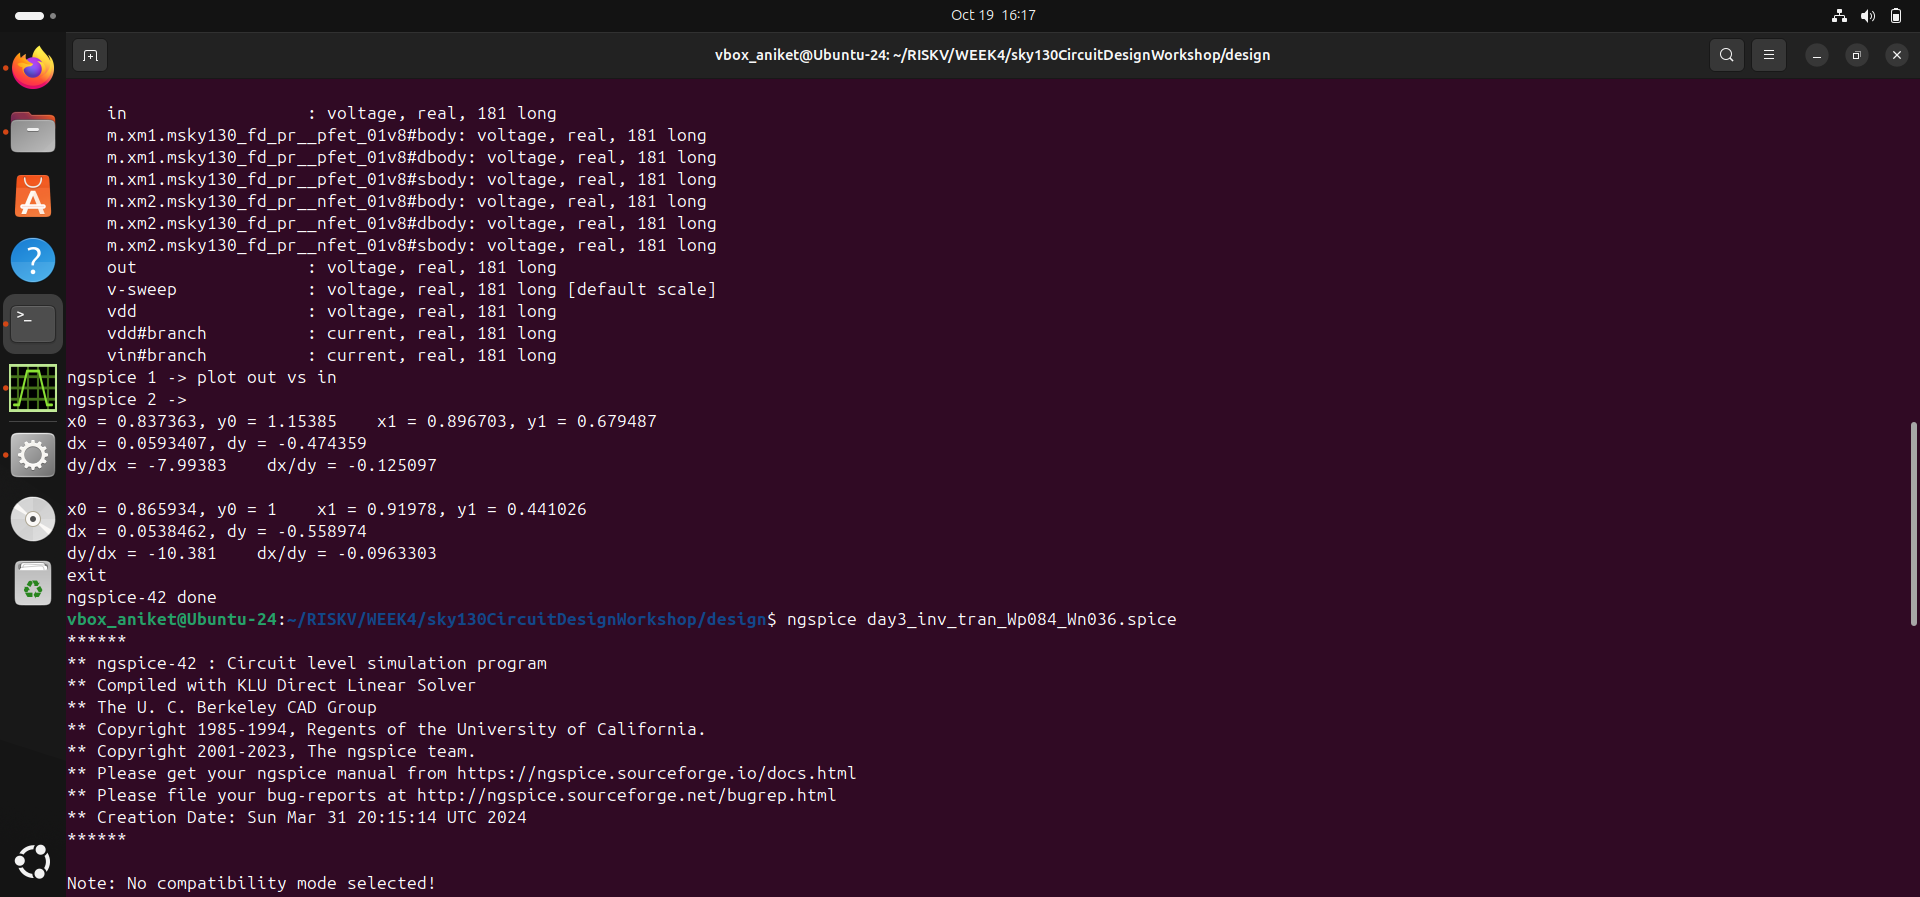 Oct 19 16:17
vbox_aniket@Ubuntu-24: ~/RISKV/WEEK4/sky130CircuitDesignWorkshop/design
in : voltage, real, 181 long
m.xm1.msky130_fd_pr__pfet_01v8#body: voltage, real, 181 long
m.xm1.msky130_fd_pr__pfet_01v8#dbody: voltage, real, 181 long
m.xm1.msky130_fd_pr__pfet_01v8#sbody: voltage, real, 181 long
m.xm2.msky130_fd_pr__nfet_01v8#body: voltage, real, 181 long
m.xm2.msky130_fd_pr__nfet_01v8#dbody: voltage, real, 181 long
m.xm2.msky130_fd_pr__nfet_01v8#sbody: voltage, real, 181 long
out : voltage, real, 181 long
v-sweep : voltage, real, 181 long [default scale]
vdd : voltage, real, 181 long
vdd#branch : current, real, 181 long
vin#branch : current, real, 181 long
ngspice 1 -> plot out vs in
ngspice 2 ->
x0 = 0.837363, y0 = 1.15385    x1 = 0.896703, y1 = 0.679487
dx = 0.0593407, dy = -0.474359
dy/dx = -7.99383    dx/dy = -0.125097
x0 = 0.865934, y0 = 1    x1 = 0.91978, y1 = 0.441026
dx = 0.0538462, dy = -0.558974
dy/dx = -10.381    dx/dy = -0.0963303
exit
ngspice-42 done
vbox_aniket@Ubuntu-24:~/RISKV/WEEK4/sky130CircuitDesignWorkshop/design$ ngspice day3_inv_tran_Wp084_Wn036.spice
******
** ngspice-42 : Circuit level simulation program
** Compiled with KLU Direct Linear Solver
** The U. C. Berkeley CAD Group
** Copyright 1985-1994, Regents of the University of California.
** Copyright 2001-2023, The ngspice team.
** Please get your ngspice manual from https://ngspice.sourceforge.io/docs.html
** Please file your bug-reports at http://ngspice.sourceforge.net/bugrep.html
** Creation Date: Sun Mar 31 20:15:14 UTC 2024
******
Note: No compatibility mode selected!